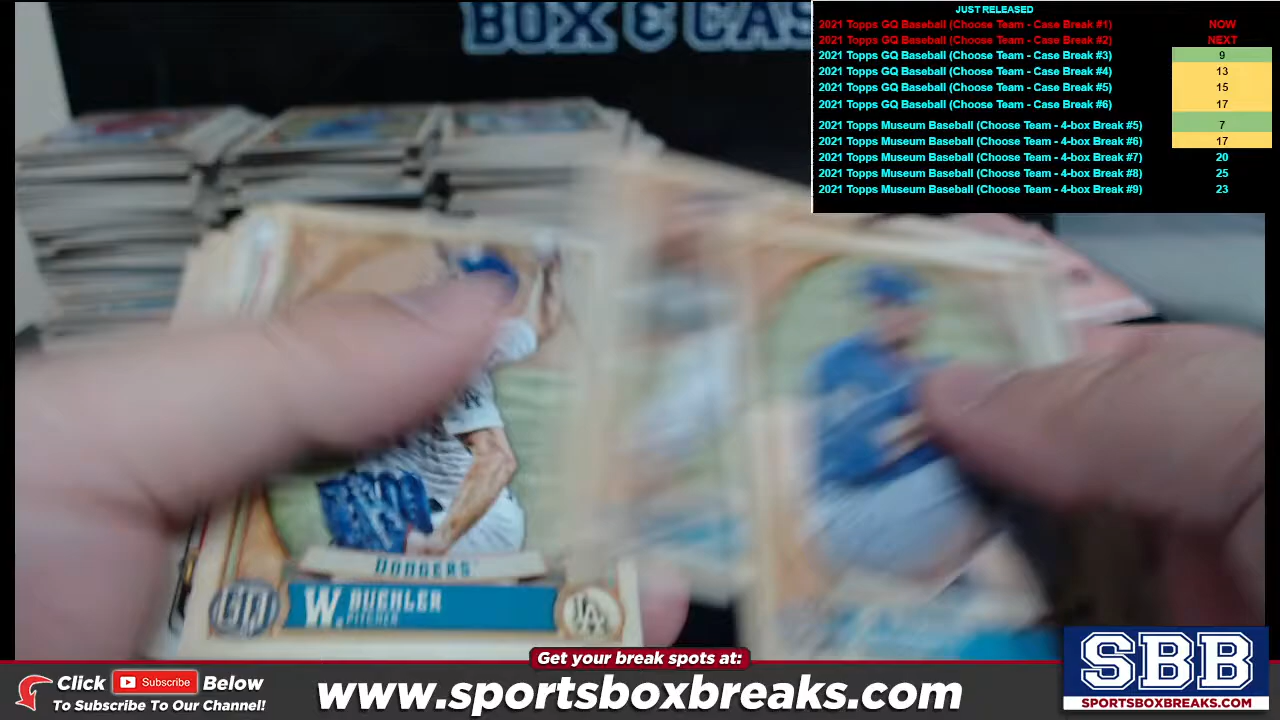 BOX & CAS
JUST RELEASED
2021 Topps GQ Baseball (Choose Team - Case Break #1) NOW
2021 Topps GQ Baseball (Choose Team - Case Break #2) NEXT
2021 Topps GQ Baseball (Choose Team - Case Break #3) 9
2021 Topps GQ Baseball (Choose Team - Case Break #4) 13
2021 Topps GQ Baseball (Choose Team - Case Break #5) 15
2021 Topps GQ Baseball (Choose Team - Case Break #6) 17
2021 Topps Museum Baseball (Choose Team - 4-box Break #5) 7
2021 Topps Museum Baseball (Choose Team - 4-box Break #6) 17
2021 Topps Museum Baseball (Choose Team - 4-box Break #7) 20
2021 Topps Museum Baseball (Choose Team - 4-box Break #8) 25
2021 Topps Museum Baseball (Choose Team - 4-box Break #9) 23
LA
DODGERS
GQ W. BUEHLER LA
PITCHER
Get your break spots at:
Click Subscribe Below
To Subscribe To Our Channel!
www.sportsboxbreaks.com
SBB
SPORTSBOXBREAKS.COM